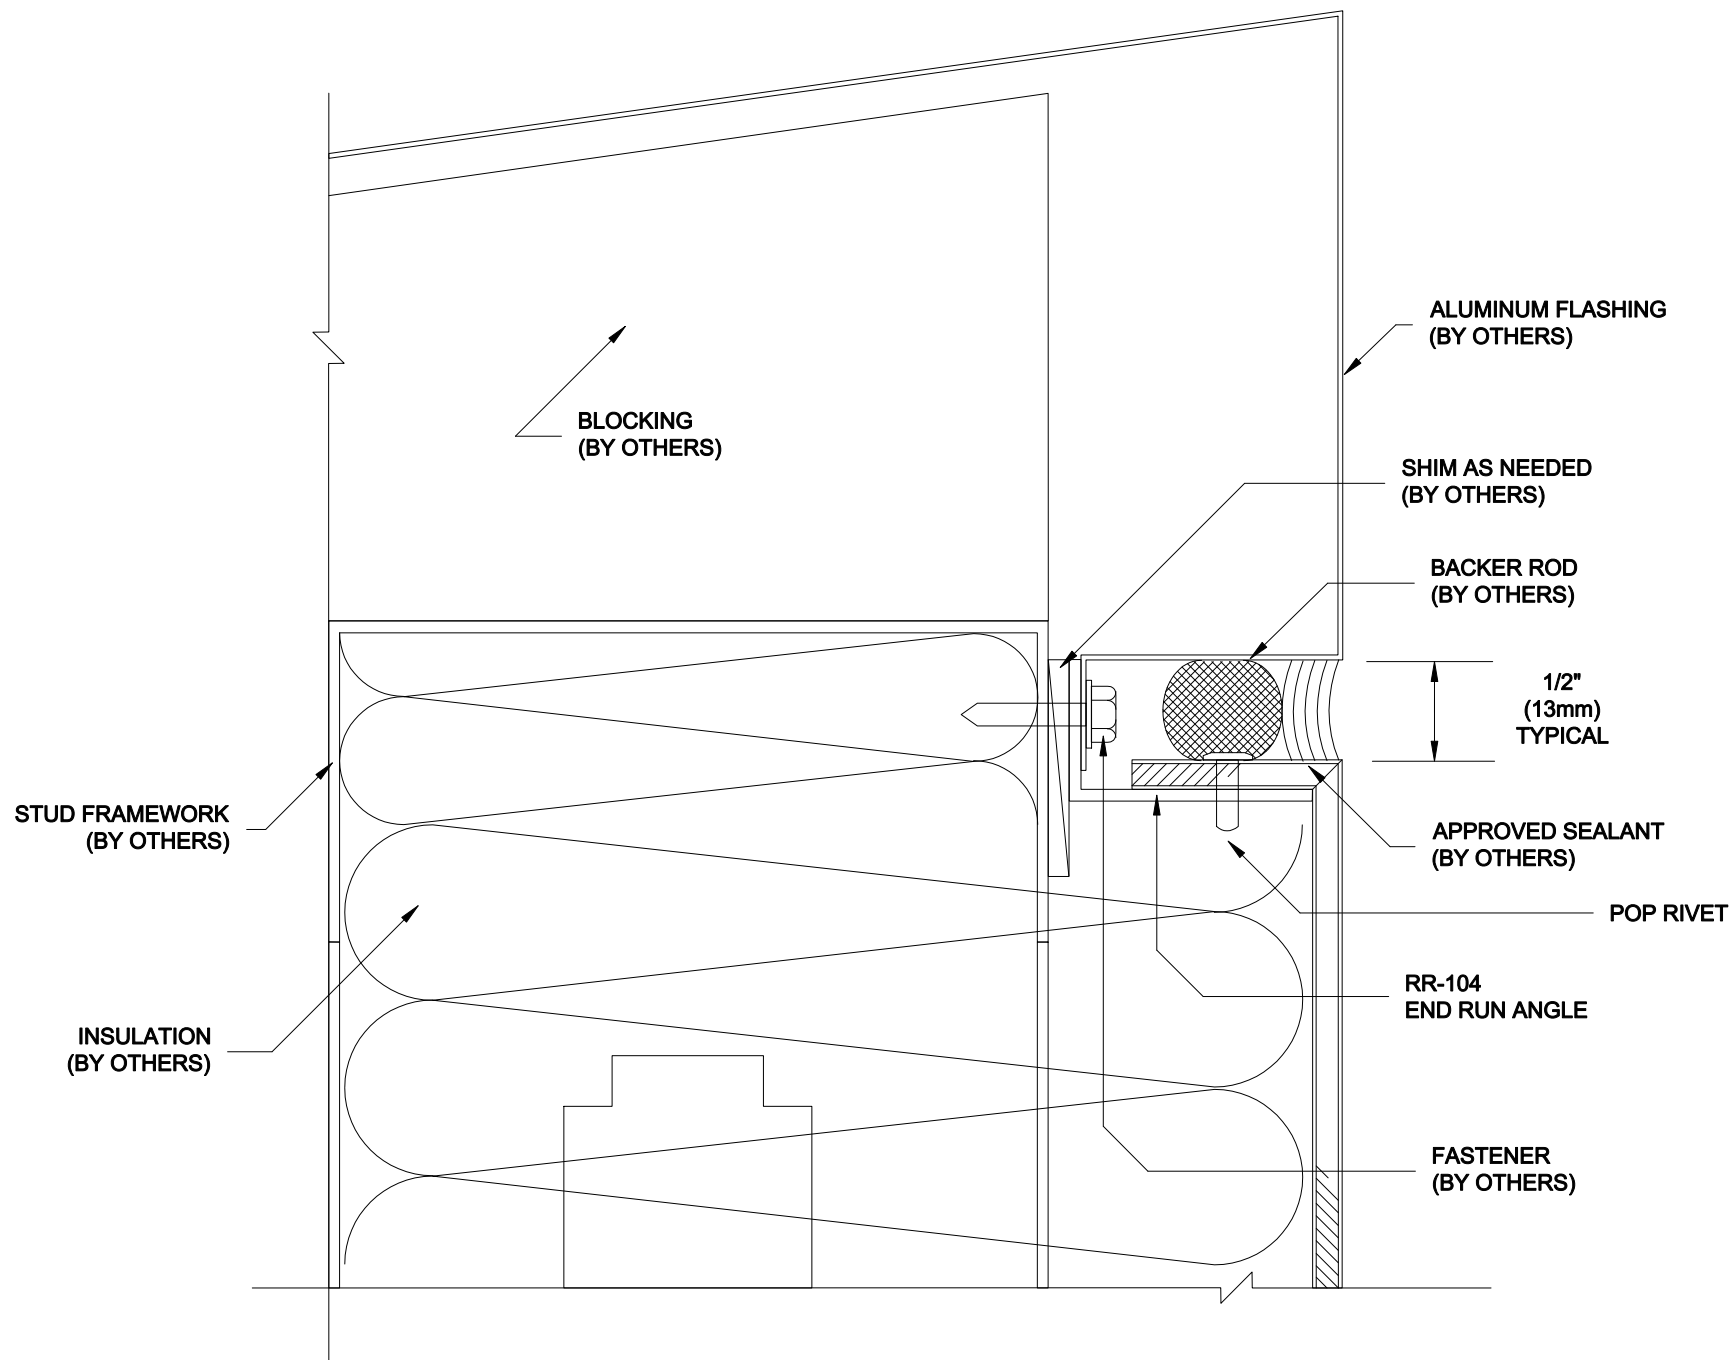 ALUMINUM FLASHING
(BY OTHERS)
BLOCKING
(BY OTHERS)
SHIM AS NEEDED
(BY OTHERS)
BACKER ROD
(BY OTHERS)
1/2"
(13mm)
TYPICAL
STUD FRAMEWORK
(BY OTHERS)
APPROVED SEALANT
(BY OTHERS)
POP RIVET
RR-104
END RUN ANGLE
INSULATION
(BY OTHERS)
FASTENER
(BY OTHERS)